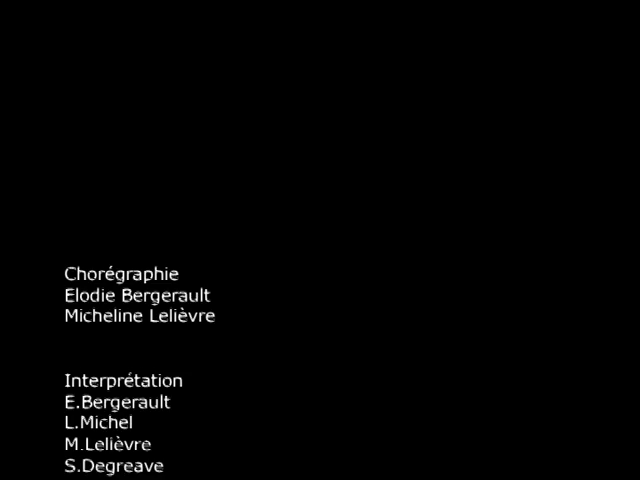 Chorégraphie
Elodie Bergerault
Micheline Lelièvre
Interprétation
E.Bergerault
L.Michel
M.Lelièvre
S.Degreave